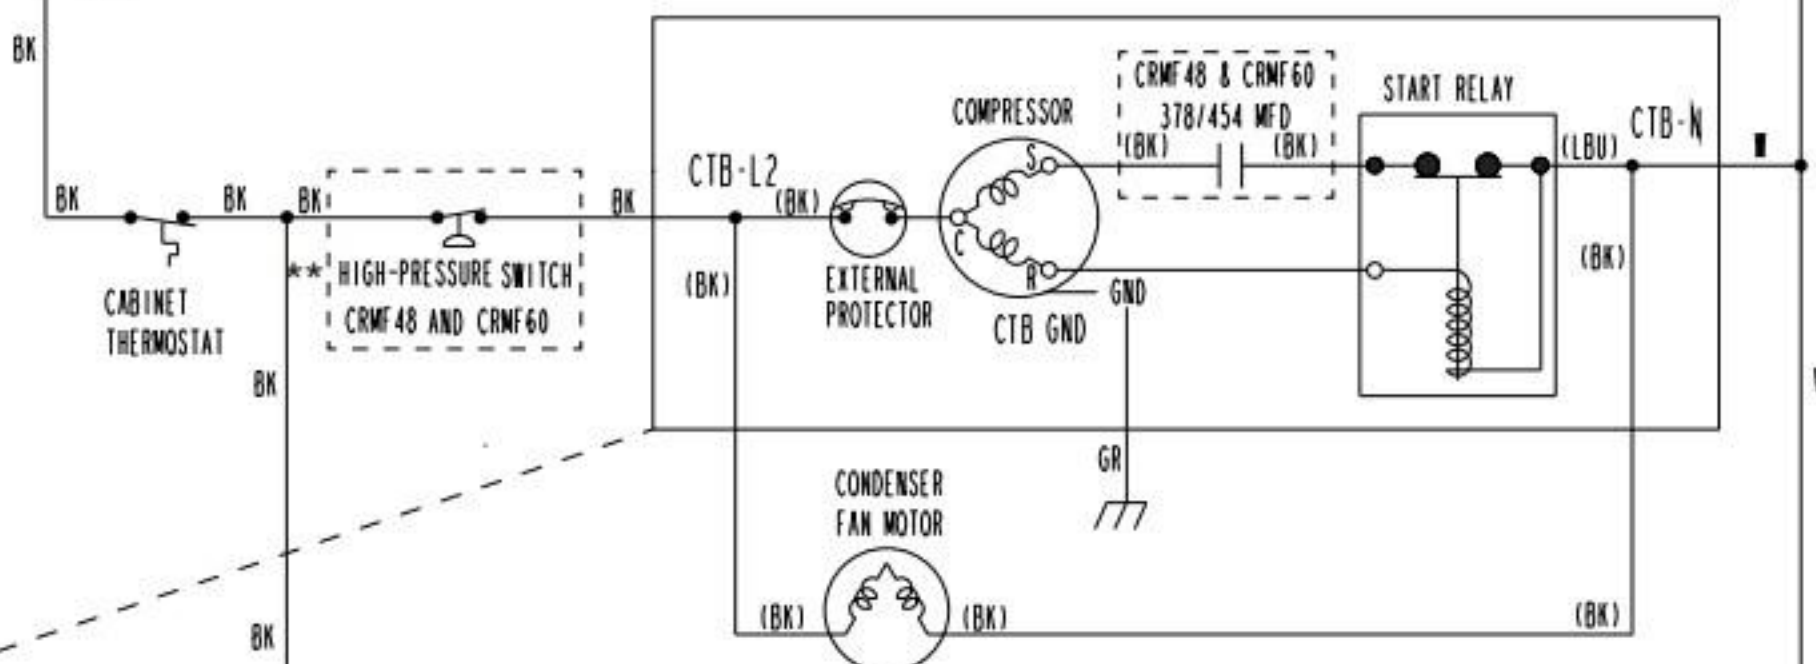 BK
CRMF48 & CRMF60
378/454 MFD
START RELAY
COMPRESSOR
CTB-N
S
(BK)
(BK)
(LBU)
W
CTB-L2
BK
BK
BK
BK
(BK)
C
** HIGH-PRESSURE SWITCH
CRMF48 AND CRMF60
(BK)
(BK)
EXTERNAL
PROTECTOR
R
GND
CTB GND
CABINET
THERMOSTAT
BK
GR
CONDENSER
FAN MOTOR
(BK)
(BK)
(BK)
BK